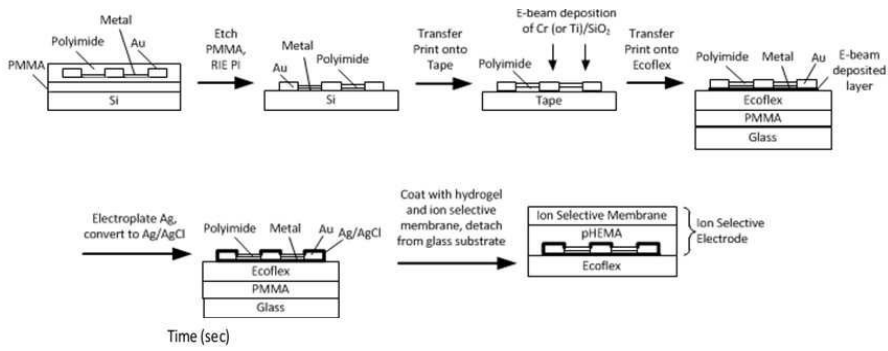 Polyimide
Metal
Au
PMMA
Si
Etch
PMMA,
RIE PI
Metal
Au
Polyimide
Si
Transfer
Print onto
Tape
E-beam deposition
of Cr (or Ti)/SiO₂
Polyimide
Tape
Transfer
Print onto
Ecoflex
Polyimide
Metal
Au
E-beam
deposited
layer
Ecoflex
PMMA
Glass
Electroplate Ag,
convert to Ag/AgCl
Polyimide
Metal
Au
Ag/AgCl
Ecoflex
PMMA
Glass
Coat with hydrogel
and ion selective
membrane, detach
from glass substrate
Ion Selective Membrane
pHEMA
Ecoflex
Ion Selective
Electrode
Time (sec)